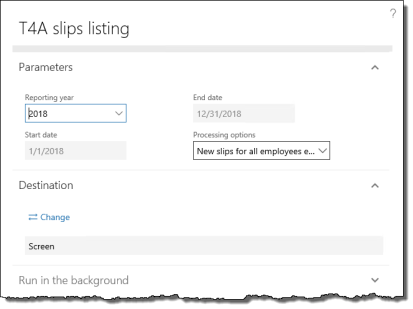 ?
T4A slips listing
Parameters
Reporting year
2018
End date
12/31/2018
Start date
1/1/2018
Processing options
New slips for all employees e...
Destination
Change
Screen
Run in the background